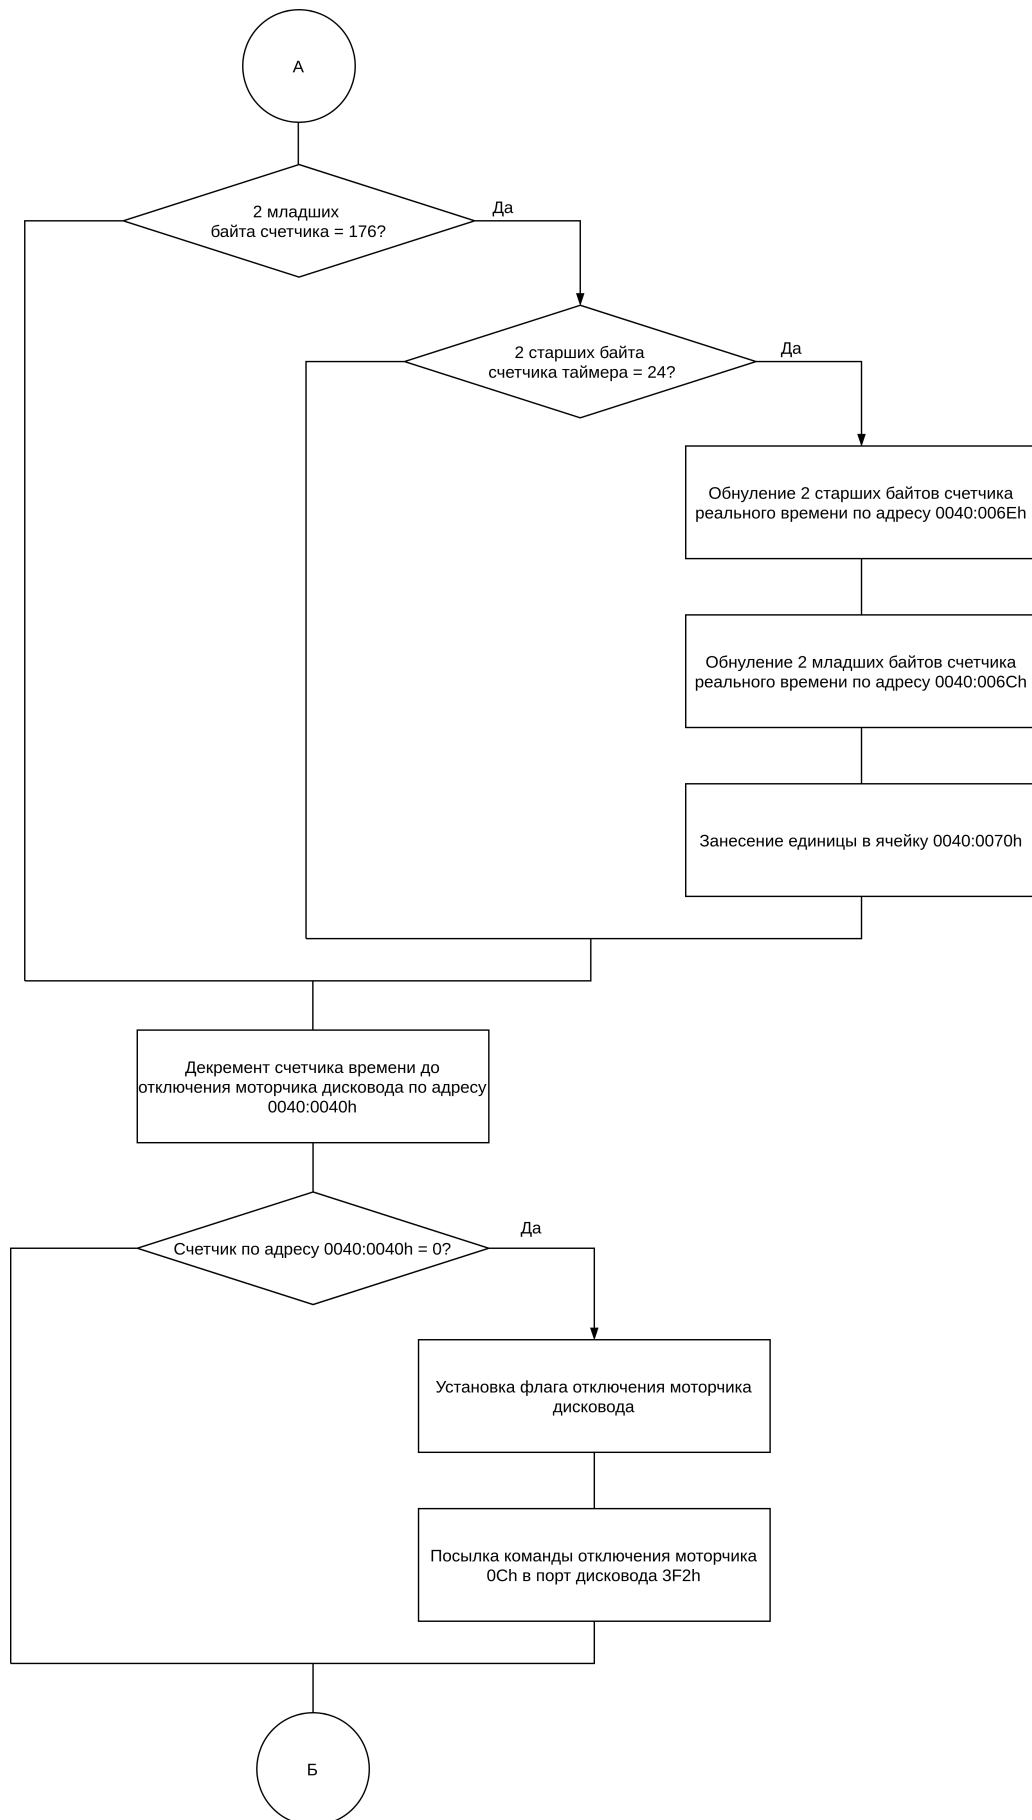 А
2 младших
байта счетчика = 176?
Да
2 старших байта
счетчика таймера = 24?
Да
Обнуление 2 старших байтов счетчика
реального времени по адресу 0040:006Eh
Обнуление 2 младших байтов счетчика
реального времени по адресу 0040:006Ch
Занесение единицы в ячейку 0040:0070h
Декремент счетчика времени до
отключения моторчика дисковода по адресу
0040:0040h
Счетчик по адресу 0040:0040h = 0?
Да
Установка флага отключения моторчика
дисковода
Посылка команды отключения моторчика
0Ch в порт дисковода 3F2h
Б